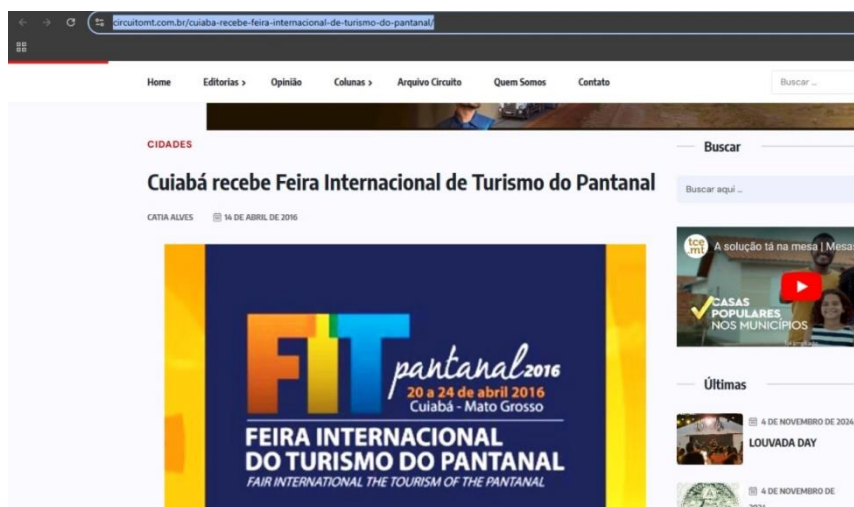 circuitomt.com.br/cuiaba-recebe-feira-internacional-de-turismo-do-pantanal/
Home Editorias > Opinião Colunas > Arquivo Circuito Quem Somos Contato Buscar ...
CIDADES
Cuiabá recebe Feira Internacional de Turismo do Pantanal
CATIA ALVES 14 DE ABRIL DE 2016
FIT
pantanal 2016
20 a 24 de abril 2016
Cuiabá - Mato Grosso
FEIRA INTERNACIONAL
DO TURISMO DO PANTANAL
FAIR INTERNATIONAL THE TOURISM OF THE PANTANAL
Buscar
Buscar aqui ...
tce
mt
A solução tá na mesa | Mesa
CASAS
POPULARES
NOS MUNICÍPIOS
Últimas
4 DE NOVEMBRO DE 2024
LOUVADA DAY
4 DE NOVEMBRO DE